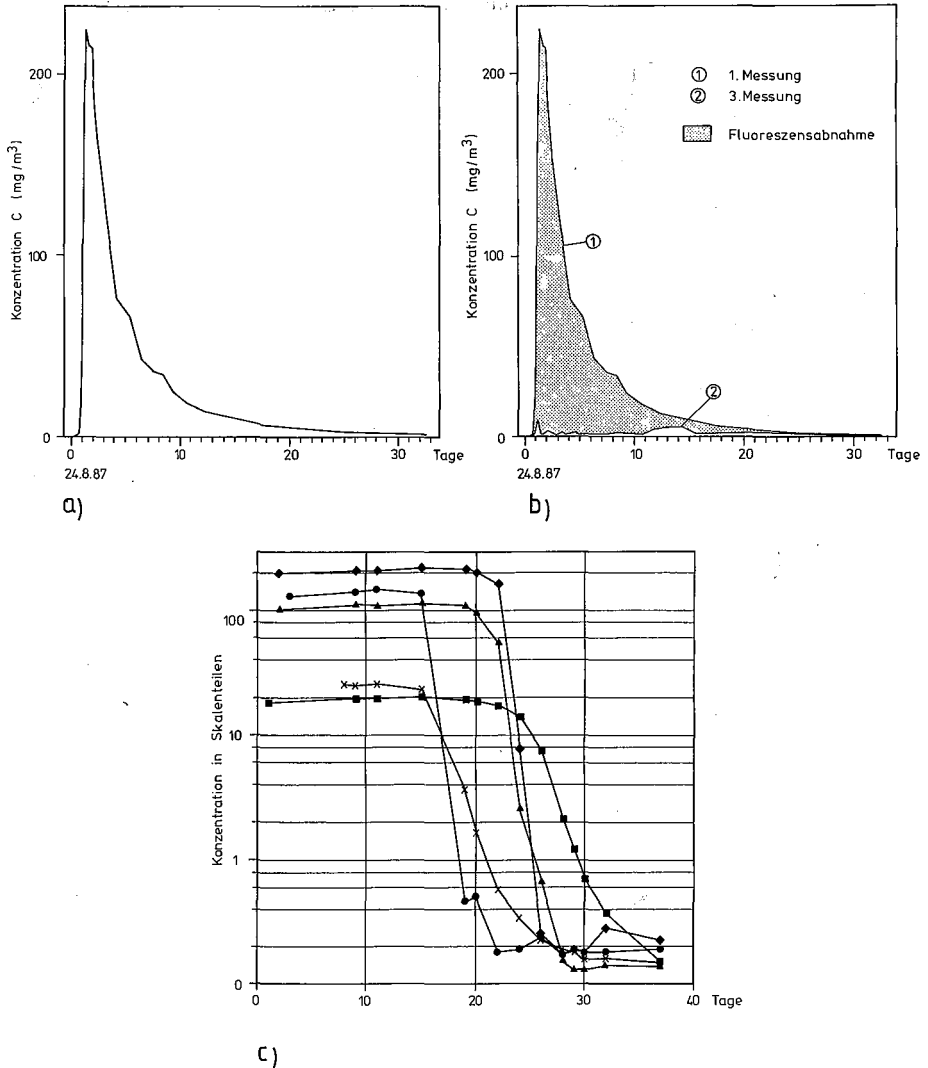 Konzentration C (mg/m³)
200
100
0
0
10
20
30
Tage
24.8.87
a)
Konzentration C (mg/m³)
200
100
0
① 1. Messung
② 3. Messung
Fluoreszensabnahme
①
②
0
10
20
30
Tage
24.8.87
b)
Konzentration in Skalenteilen
100
10
1
0
0
10
20
30
40
Tage
c)